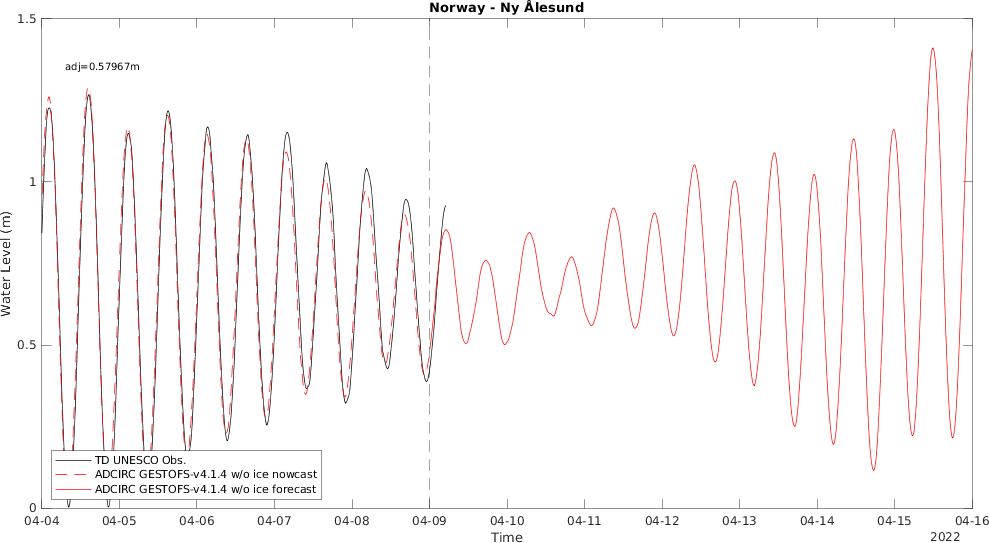 Norway - Ny Ålesund
adj=0.57967m
1.5
1
0.5
0
Water Level (m)
TD UNESCO Obs.
ADCIRC GESTOFS-v4.1.4 w/o ice nowcast
ADCIRC GESTOFS-v4.1.4 w/o ice forecast
04-04 04-05 04-06 04-07 04-08 04-09 04-10 04-11 04-12 04-13 04-14 04-15 04-16
Time
2022